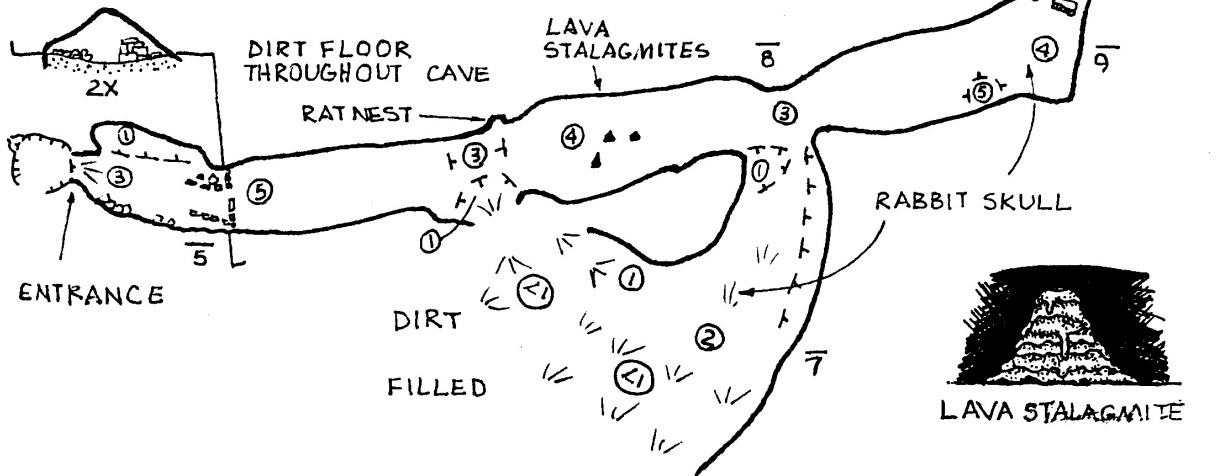 2X
DIRT FLOOR
THROUGHOUT CAVE
RAT NEST
LAVA
STALAGMITES
8
9
4
1
3
5
3
4
3
5
1
5
1
1
RABBIT SKULL
ENTRANCE
<1
1
DIRT
2
7
FILLED
<1
LAVA STALAGMITE